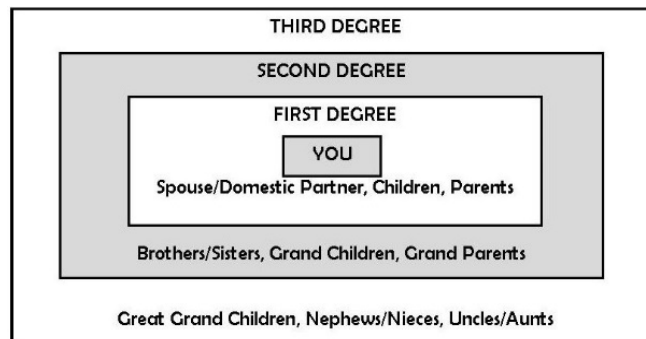 THIRD DEGREE
SECOND DEGREE
FIRST DEGREE
YOU
Spouse/Domestic Partner, Children, Parents
Brothers/Sisters, Grand Children, Grand Parents
Great Grand Children, Nephews/Nieces, Uncles/Aunts